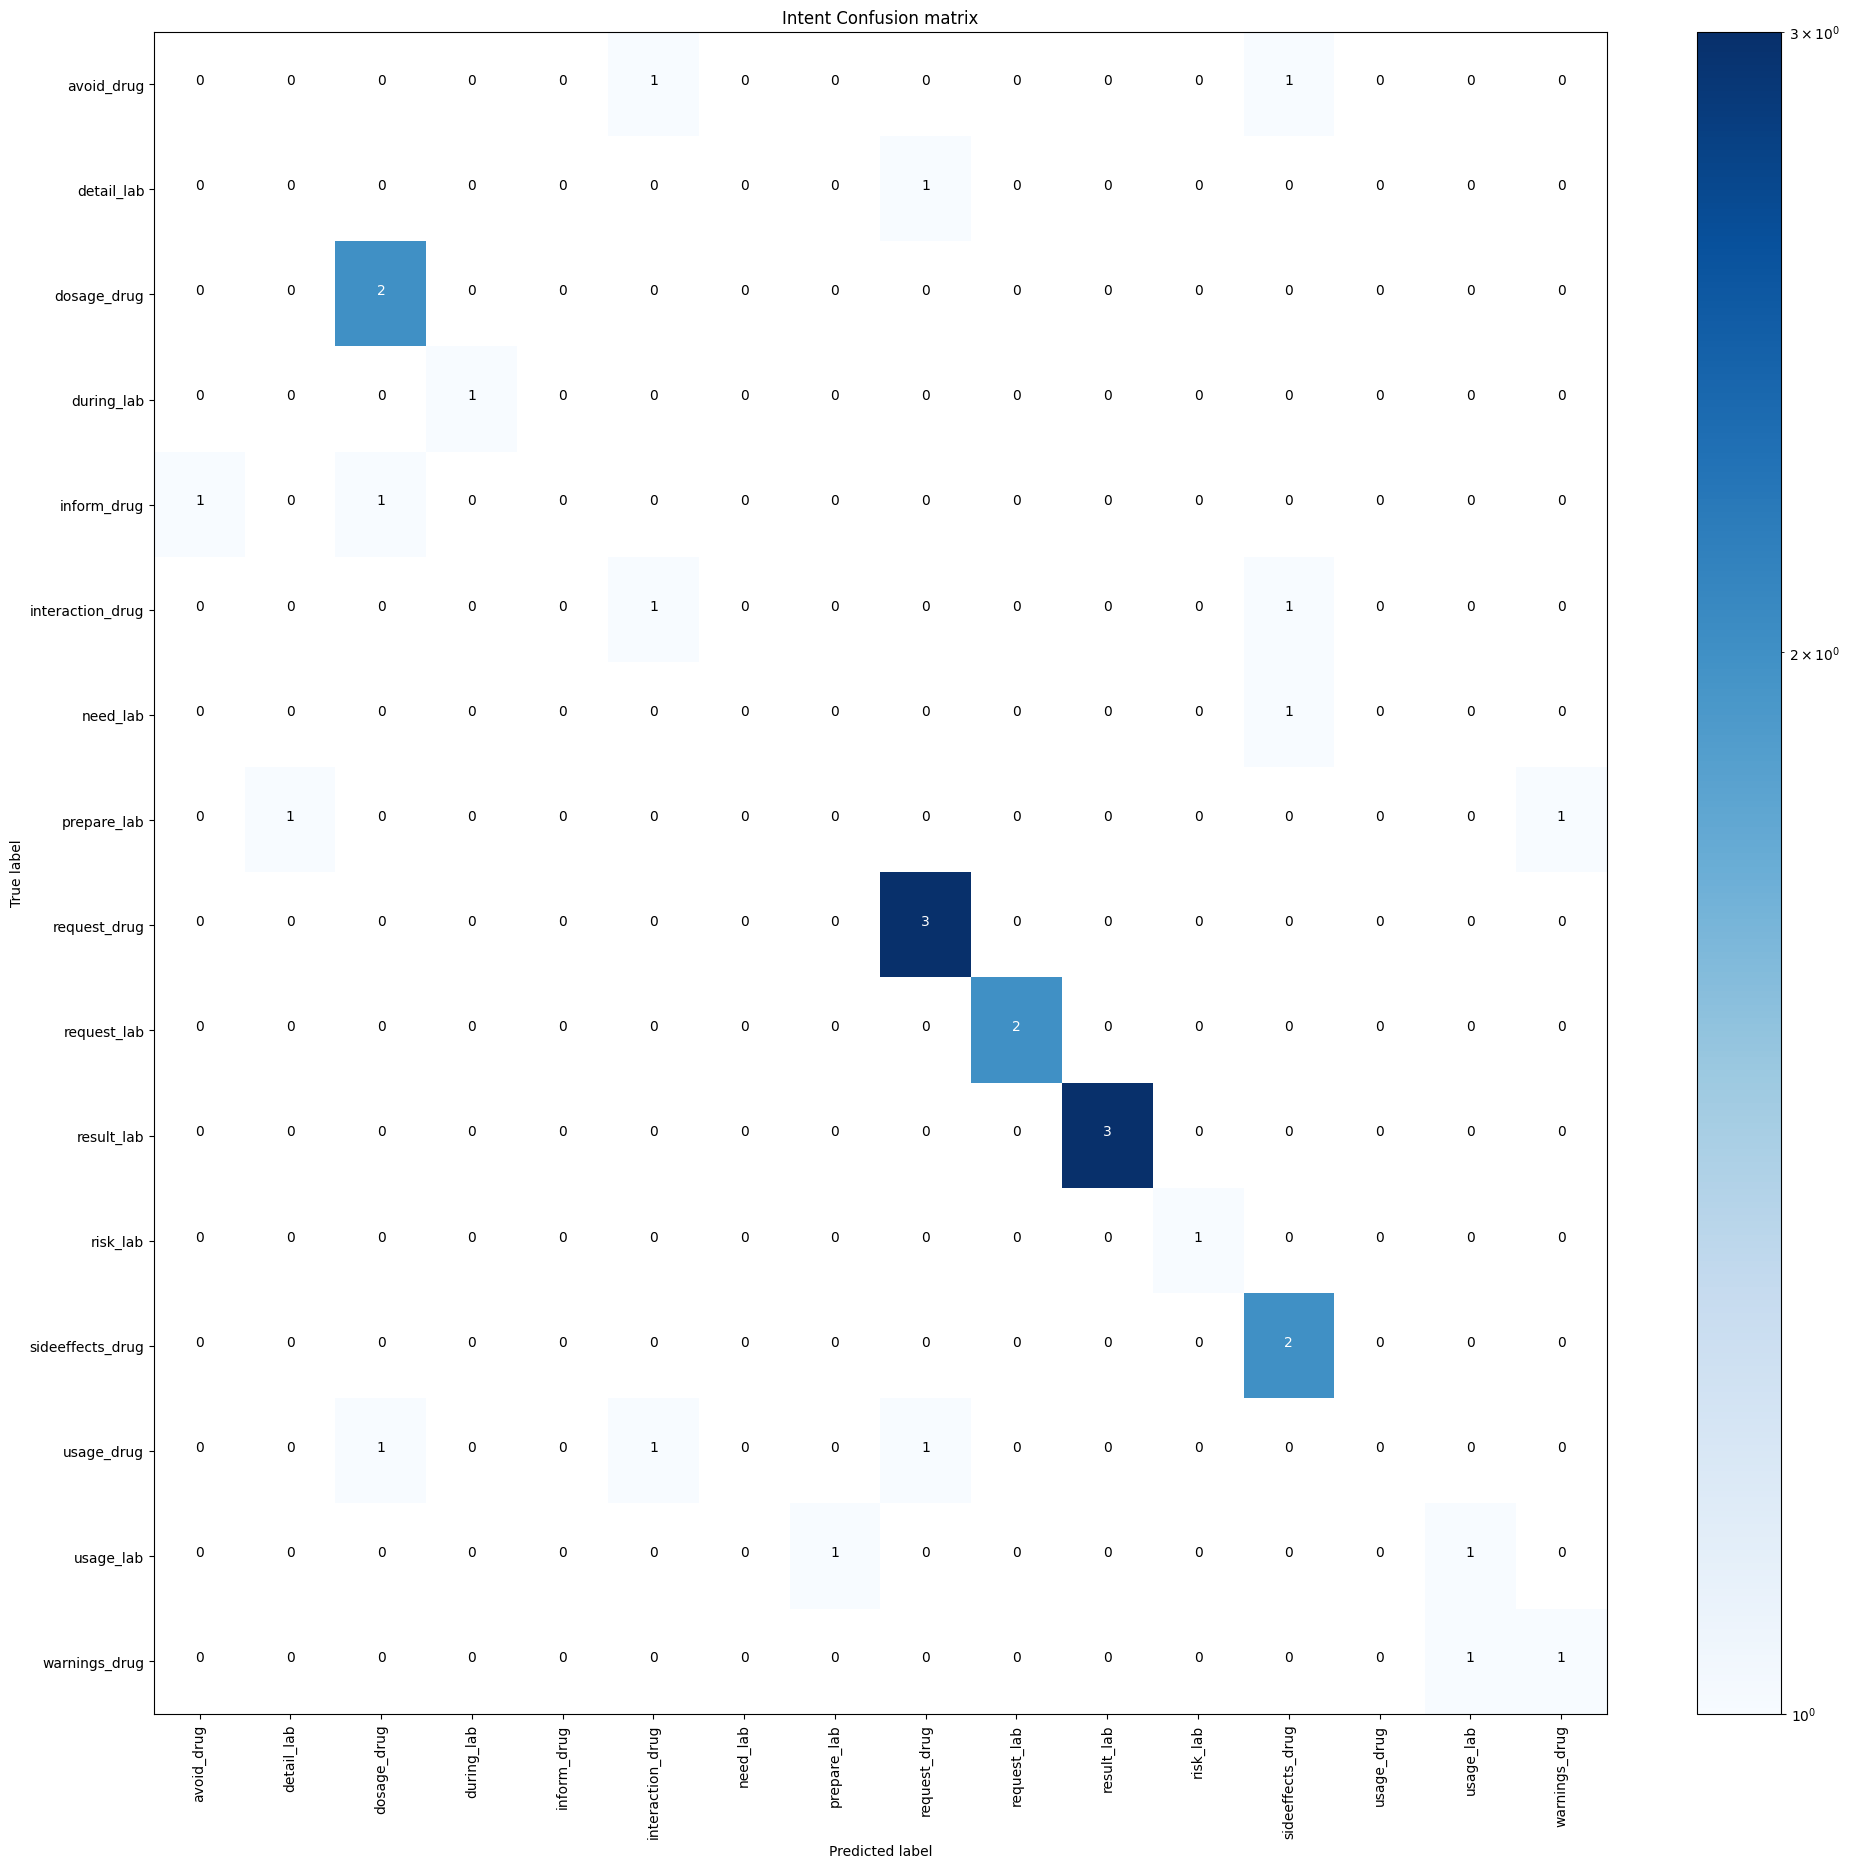 Intent Confusion matrix
avoid_drug 0 0 0 0 0 1 0 0 0 0 0 0 1 0 0 0
detail_lab 0 0 0 0 0 0 0 0 1 0 0 0 0 0 0 0
dosage_drug 0 0 2 0 0 0 0 0 0 0 0 0 0 0 0 0
during_lab 0 0 0 1 0 0 0 0 0 0 0 0 0 0 0 0
inform_drug 1 0 1 0 0 0 0 0 0 0 0 0 0 0 0 0
interaction_drug 0 0 0 0 0 1 0 0 0 0 0 0 1 0 0 0
need_lab 0 0 0 0 0 0 0 0 0 0 0 0 1 0 0 0
prepare_lab 0 1 0 0 0 0 0 0 0 0 0 0 0 0 0 1
request_drug 0 0 0 0 0 0 0 0 3 0 0 0 0 0 0 0
request_lab 0 0 0 0 0 0 0 0 0 2 0 0 0 0 0 0
result_lab 0 0 0 0 0 0 0 0 0 0 3 0 0 0 0 0
risk_lab 0 0 0 0 0 0 0 0 0 0 0 1 0 0 0 0
sideeffects_drug 0 0 0 0 0 0 0 0 0 0 0 0 2 0 0 0
usage_drug 0 0 1 0 0 1 0 0 1 0 0 0 0 0 0 0
usage_lab 0 0 0 0 0 0 0 1 0 0 0 0 0 0 1 0
warnings_drug 0 0 0 0 0 0 0 0 0 0 0 0 0 0 1 1
True label
avoid_drug
detail_lab
dosage_drug
during_lab
inform_drug
interaction_drug
need_lab
prepare_lab
request_drug
request_lab
result_lab
risk_lab
sideeffects_drug
usage_drug
usage_lab
warnings_drug
Predicted label
3 × 10⁰
2 × 10⁰
10⁰